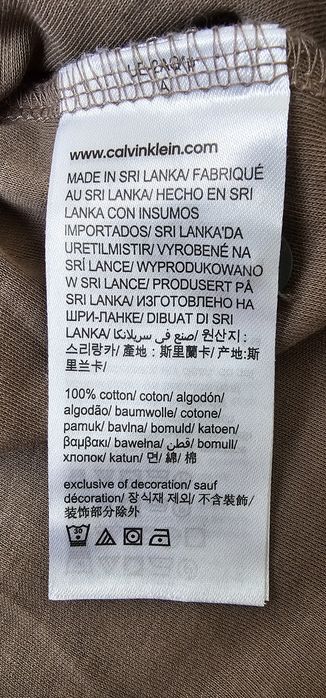 www.calvinklein.com
MADE IN SRI LANKA/ FABRIQUÉ
AU SRI LANKA/ HECHO EN SRI
LANKA CON INSUMOS
IMPORTADOS/ SRI LANKA'DA
URETILMISTIR/ VYROBENÉ NA
SRÍ LANCE/ WYPRODUKOWANO
W SRI LANCE/ PRODUSERT PÅ
SRI LANKA/ ИЗГОТОВЛЕНО НА
ШРИ-ЛАНКЕ/ DIBUAT DI SRI
LANKA/ صنع في سريلانكا/ 원산지 :
스리랑카/ 產地 : 斯里蘭卡/ 产地:斯
里兰卡/
100% cotton/ coton/ algodón/
algodão/ baumwolle/ cotone/
pamuk/ bavlna/ bomuld/ katoen/
βαμβακι/ bawełna/ قطن/ bomull/
хлопок/ katun/ 면/ 綿/ 棉
exclusive of decoration/ sauf
décoration/ 장식재 제외/ 不含裝飾/
装饰部分除外
30